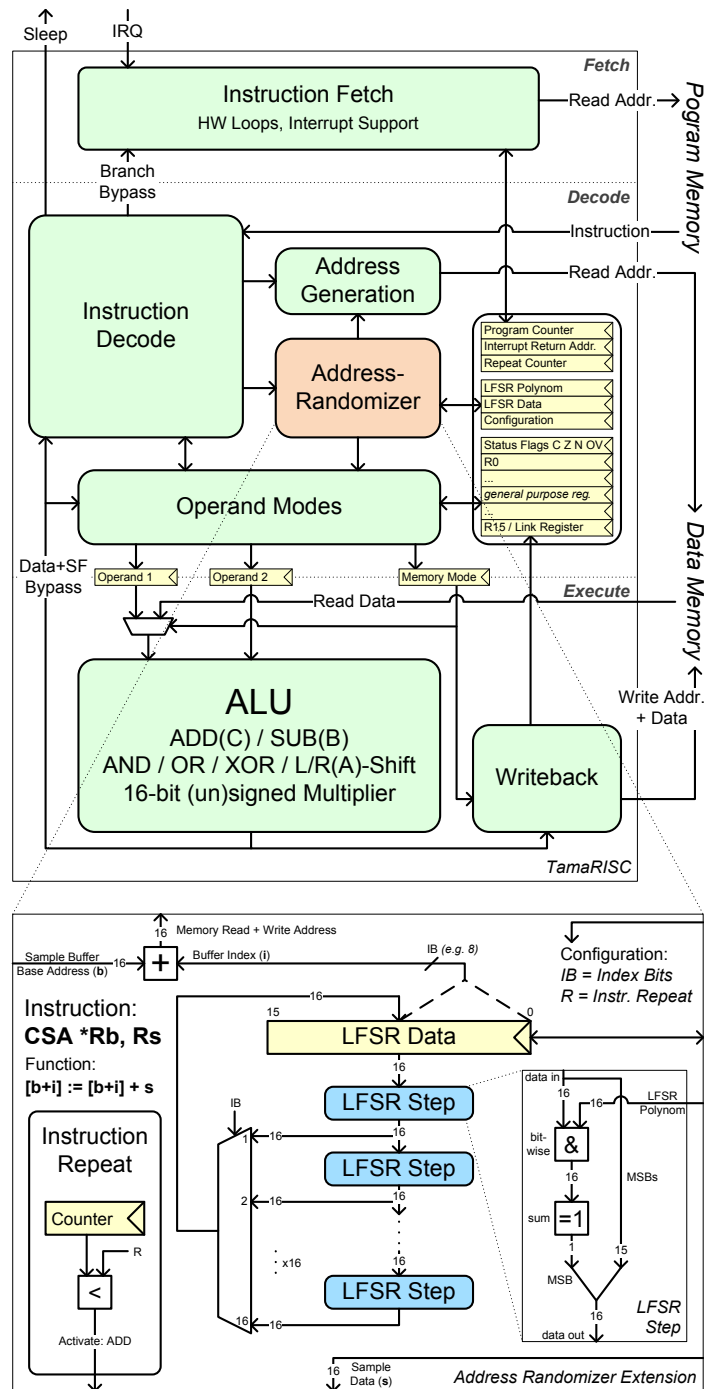 Sleep
IRQ
Fetch
Instruction Fetch
HW Loops, Interrupt Support
Read Addr.
Pogram Memory
Branch
Bypass
Decode
Instruction
Instruction
Decode
Address
Generation
Read Addr.
Program Counter
Interrupt Return Addr.
Repeat Counter
Address-
Randomizer
LFSR Polynom
LFSR Data
Configuration
Status Flags C Z N OV
R0
...
general purpose reg.
...
R15 / Link Register
Operand Modes
Data+SF
Bypass
Operand 1
Operand 2
Memory Mode
Execute
Read Data
Data Memory
ALU
ADD(C) / SUB(B)
AND / OR / XOR / L/R(A)-Shift
16-bit (un)signed Multiplier
Write Addr.
+ Data
Writeback
TamaRISC
16
Memory Read + Write Address
Sample Buffer
Base Address (b)
16
+
Buffer Index (i)
IB (e.g. 8)
Configuration:
IB = Index Bits
R = Instr. Repeat
Instruction:
CSA *Rb, Rs
Function:
[b+i] := [b+i] + s
16
15
0
LFSR Data
16
LFSR Step
16
IB
1
16
LFSR Step
16
2
16
x16
16
LFSR Step
16
16
Instruction
Repeat
Counter
R
<
Activate: ADD
data in
16
16
LFSR
Polynom
bit-
wise
&
16
MSBs
sum
=1
1
15
MSB
16
data out
LFSR
Step
16
Sample
Data (s)
Address Randomizer Extension